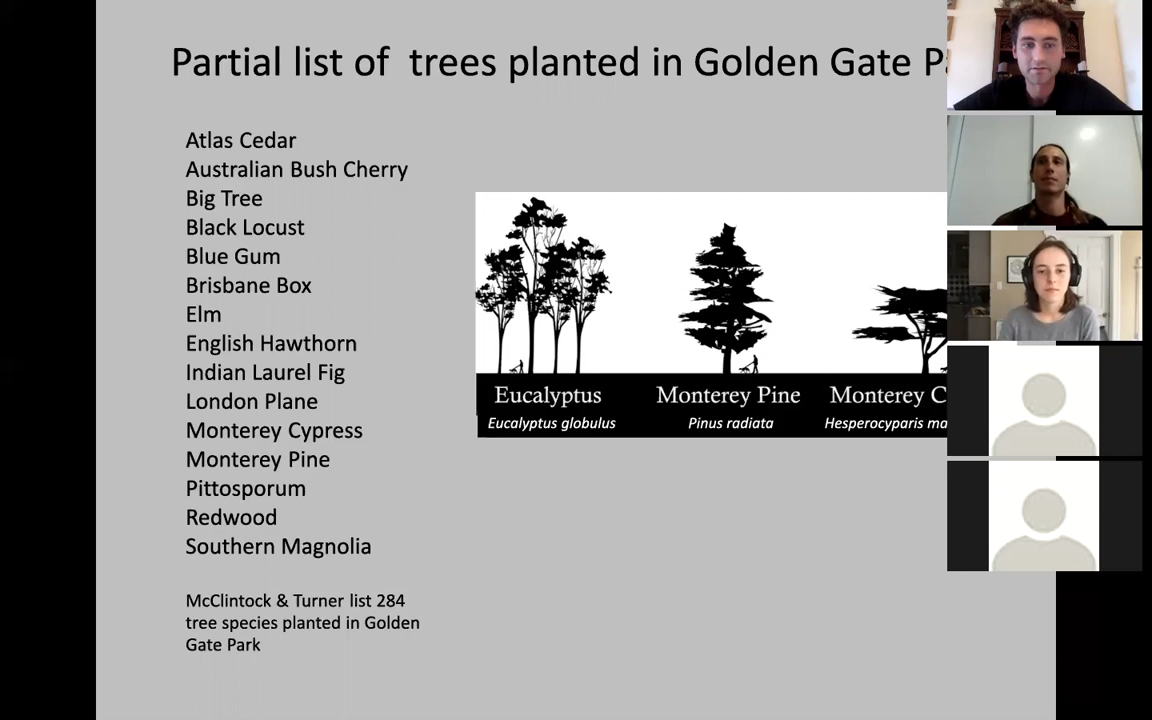 Partial list of  trees planted in Golden Gate
Atlas Cedar
Australian Bush Cherry
Big Tree
Black Locust
Blue Gum
Brisbane Box
Elm
English Hawthorn
Indian Laurel Fig
London Plane
Monterey Cypress
Monterey Pine
Pittosporum
Redwood
Southern Magnolia
McClintock & Turner list 284
tree species planted in Golden
Gate Park
Eucalyptus Monterey Pine Monterey
Eucalyptus globulus Pinus radiata Hesperocyparis